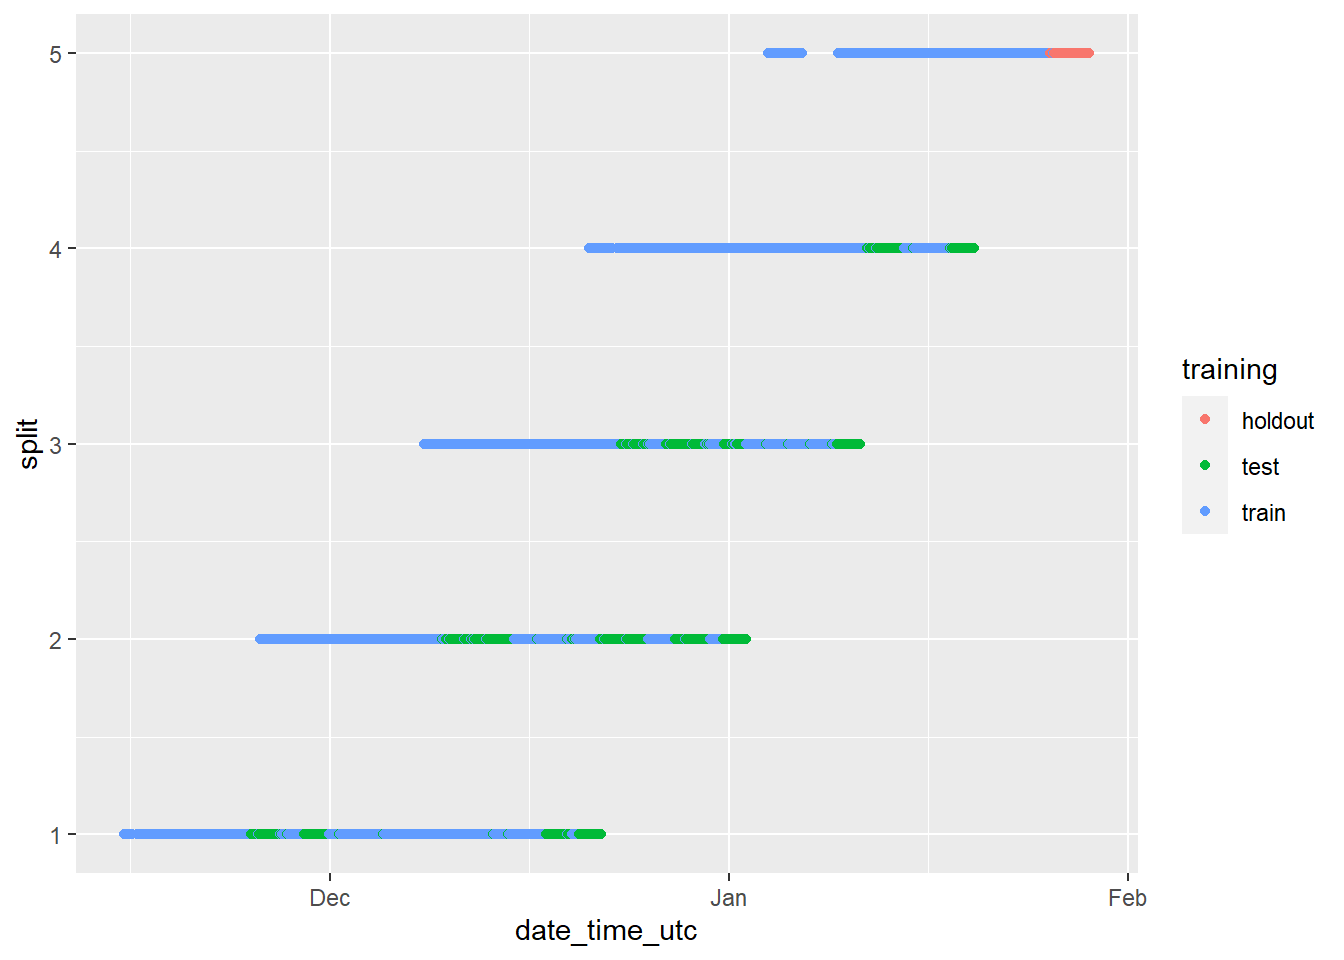 5
4
3
2
1
split
Dec
Jan
Feb
date_time_utc
training
holdout
test
train